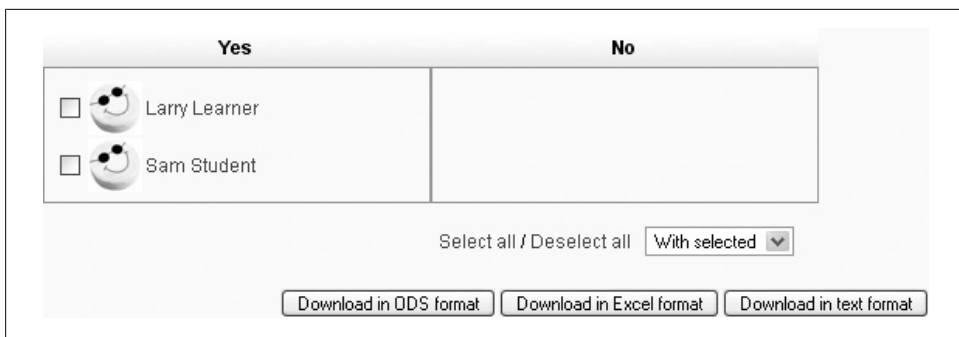 Yes No
Larry Learner
Sam Student
Select all / Deselect all With selected
Download in ODS format Download in Excel format Download in text format